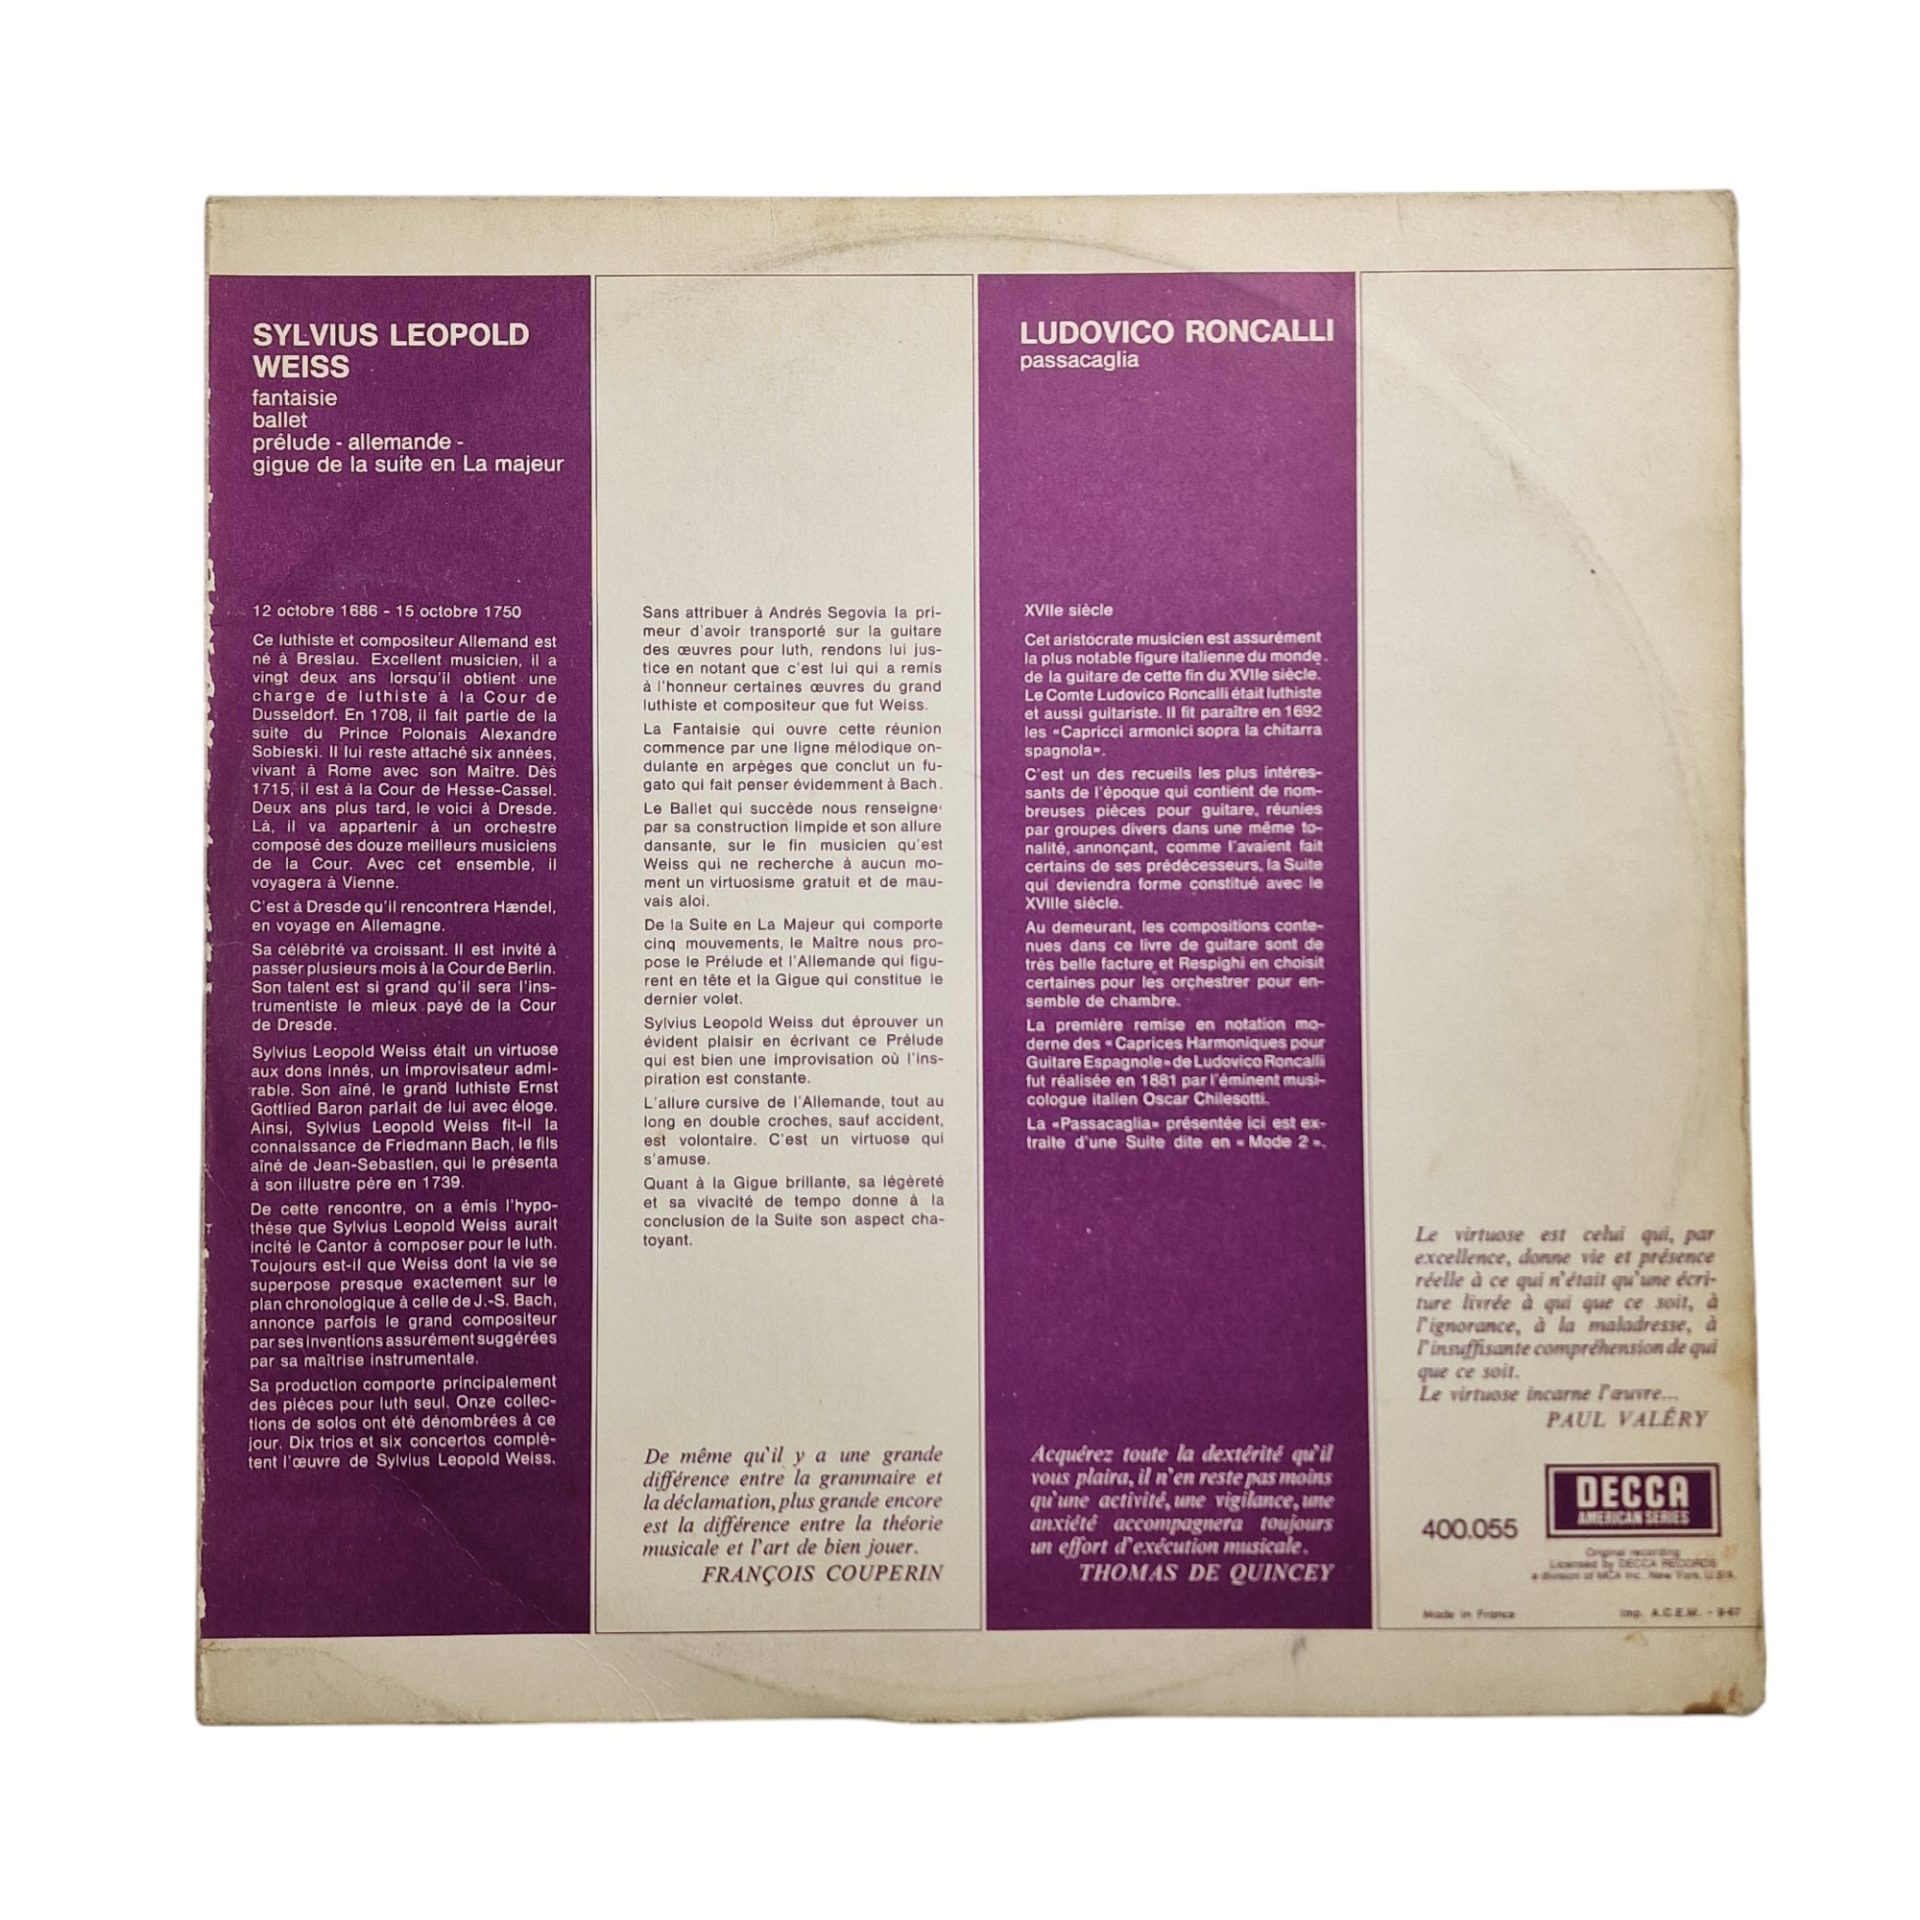 SYLVIUS LEOPOLD
WEISS
fantaisie
ballet
prélude - allemande -
gigue de la suite en La majeur
12 octobre 1686 - 15 octobre 1750
Ce luthiste et compositeur Allemand est
né à Breslau. Excellent musicien, il a
vingt deux ans lorsqu'il obtient une
charge de luthiste à la Cour de
Dusseldorf. En 1708, il fait partie de la
suite du Prince Polonais Alexandre
Sobieski. Il lui reste attaché six années,
vivant à Rome avec son Maître. Dès
1715, il est à la Cour de Hesse-Cassel.
Deux ans plus tard, le voici à Dresde.
Là, il va appartenir à un orchestre
composé des douze meilleurs musiciens
de la Cour. Avec cet ensemble, il
voyagera à Vienne.
C'est à Dresde qu'il rencontrera Hændel,
en voyage en Allemagne.
Sa célébrité va croissant. Il est invité à
passer plusieurs mois à la Cour de Berlin.
Son talent est si grand qu'il sera l'ins-
trumentiste le mieux payé de la Cour
de Dresde.
Sylvius Leopold Weiss était un virtuose
aux dons innés, un improvisateur admi-
rable. Son aîné, le grand luthiste Ernst
Gottlied Baron parlait de lui avec éloge.
Ainsi, Sylvius Leopold Weiss fit-il la
connaissance de Friedmann Bach, le fils
aîné de Jean-Sebastien, qui le présenta
à son illustre père en 1739.
De cette rencontre, on a émis l'hypo-
thèse que Sylvius Leopold Weiss aurait
incité le Cantor à composer pour le luth.
Toujours est-il que Weiss dont la vie se
superpose presque exactement sur le
plan chronologique à celle de J.-S. Bach,
annonce parfois le grand compositeur
par ses Inventions assurément suggérées
par sa maîtrise instrumentale.
Sa production comporte principalement
des pièces pour luth seul. Onze collec-
tions de solos ont été dénombrées à ce
jour. Dix trios et six concertos complè-
tent l'œuvre de Sylvius Leopold Weiss.
Sans attribuer à Andrés Segovia la pri-
meur d'avoir transporté sur la guitare
des œuvres pour luth, rendons lui jus-
tice en notant que c'est lui qui a remis
à l'honneur certaines œuvres du grand
luthiste et compositeur que fut Weiss.
La Fantaisie qui ouvre cette réunion
commence par une ligne mélodique on-
dulante en arpèges que conclut un fu-
gato qui fait penser évidemment à Bach.
Le Ballet qui succède nous renseigne
par sa construction limpide et son allure
dansante, sur le fin musicien qu'est
Weiss qui ne recherche à aucun mo-
ment un virtuosisme gratuit et de mau-
vais aloi.
De la Suite en La Majeur qui comporte
cinq mouvements, le Maître nous pro-
pose le Prélude et l'Allemande qui figu-
rent en tête et la Gigue qui constitue le
dernier volet.
Sylvius Leopold Weiss dut éprouver un
évident plaisir en écrivant ce Prélude
qui est bien une improvisation où l'ins-
piration est constante.
L'allure cursive de l'Allemande, tout au
long en double croches, sauf accident,
est volontaire. C'est un virtuose qui
s'amuse.
Quant à la Gigue brillante, sa légèreté
et sa vivacité de tempo donne à la
conclusion de la Suite son aspect cha-
toyant.
De même qu'il y a une grande
différence entre la grammaire et
la déclamation, plus grande encore
est la différence entre la théorie
musicale et l'art de bien jouer.
FRANÇOIS COUPERIN
LUDOVICO RONCALLI
passacaglia
XVIIe siècle
Cet aristocrate musicien est assurément
la plus notable figure italienne du monde
de la guitare de cette fin du XVIIe siècle.
Le Comte Ludovico Roncalli était luthiste
et aussi guitariste. Il fit paraître en 1692
les «Capricci armonici sopra la chitarra
spagnola».
C'est un des recueils les plus intéres-
sants de l'époque qui contient de nom-
breuses pièces pour guitare, réunies
par groupes divers dans une même to-
nalité, annonçant, comme l'avaient fait
certains de ses prédécesseurs, la Suite
qui deviendra forme constitué avec le
XVIIIe siècle.
Au demeurant, les compositions conte-
nues dans ce livre de guitare sont de
très belle facture et Respighi en choisit
certaines pour les orchestrer pour en-
semble de chambre.
La première remise en notation mo-
derne des «Caprices Harmoniques pour
Guitare Espagnole» de Ludovico Roncalli
fut réalisée en 1881 par l'éminent musi-
cologue italien Oscar Chilesotti.
La «Passacaglia» présentée ici est ex-
traite d'une Suite dite en «Mode 2».
Acquérez toute la dextérité qu'il
vous plaira, il n'en reste pas moins
qu'une activité, une vigilance, une
anxiété accompagnera toujours
un effort d'exécution musicale.
THOMAS DE QUINCEY
Le virtuose est celui qui, par
excellence, donne vie et présence
réelle à ce qui n'était qu'une écri-
ture livrée à qui que ce soit, à
l'ignorance, à la maladresse, à
l'insuffisante compréhension de qui
que ce soit.
Le virtuose incarne l'œuvre...
PAUL VALÉRY
DECCA
AMERICAN SERIES
400.055
Original recording
Licensed by DECCA RECORDS
a division of MCA Inc. New York, U.S.A.
Made in France
Imp. A.C.E.M. - 9-67